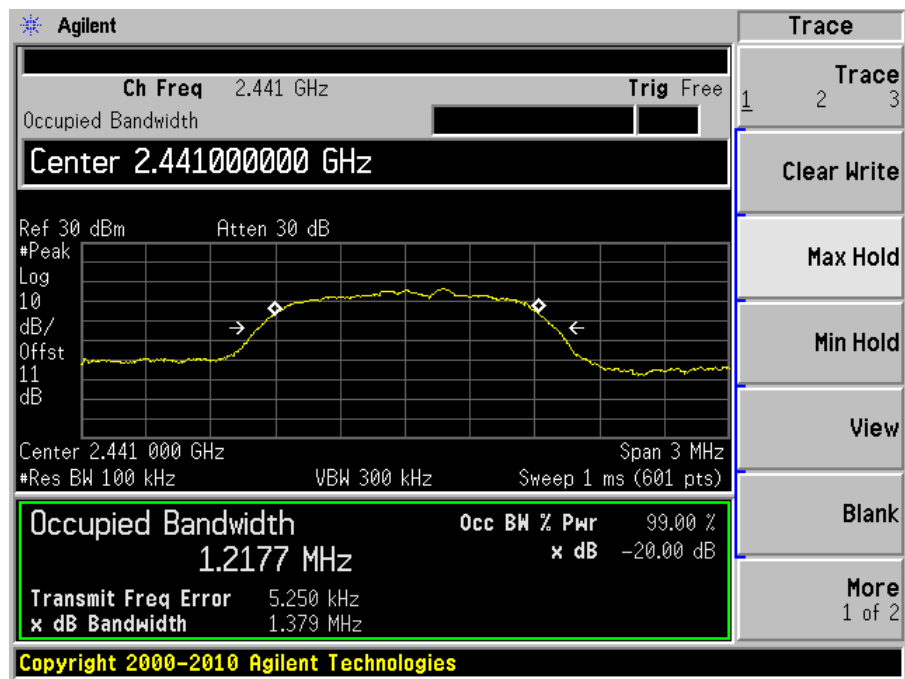 Agilent
Trace
Ch Freq 2.441 GHz Trig Free
Occupied Bandwidth
Center 2.441000000 GHz
Ref 30 dBm Atten 30 dB
#Peak
Log
10
dB/
Offst
11
dB
Center 2.441 000 GHz Span 3 MHz
#Res BW 100 kHz VBW 300 kHz Sweep 1 ms (601 pts)
Occupied Bandwidth
1.2177 MHz
Occ BW % Pwr 99.00 %
x dB -20.00 dB
Transmit Freq Error 5.250 kHz
x dB Bandwidth 1.379 MHz
Copyright 2000-2010 Agilent Technologies
Trace
1 2 3
Clear Write
Max Hold
Min Hold
View
Blank
More
1 of 2